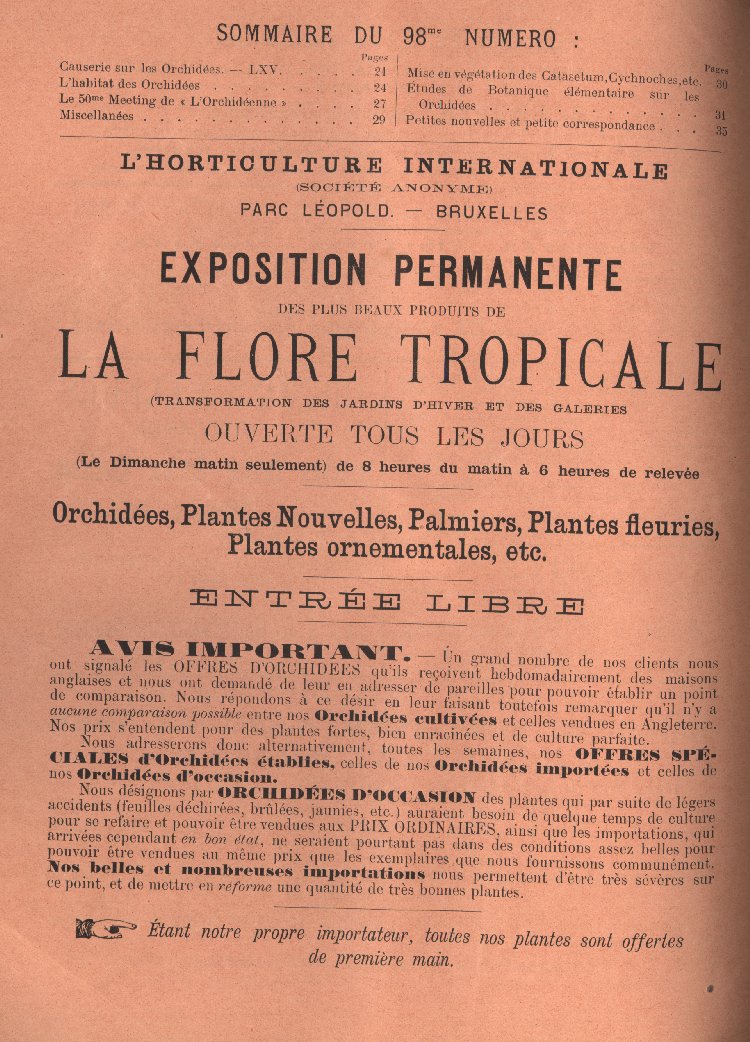 SOMMAIRE DU 98me NUMERO :
Pages
Causerie sur les Orchidées. — LXV. . . . . 21
L'habitat des Orchidées . . . . . . . . . 24
Le 50me Meeting de « L'Orchidéenne » . . . . 27
Miscellanées . . . . . . . . . . . . . 29
Pages
Mise en végétation des Catasetum, Cychnoches, etc. 30
Études de Botanique élémentaire sur les
Orchidées . . . . . . . . . . . . 31
Petites nouvelles et petite correspondance . . . 35
L'HORTICULTURE INTERNATIONALE
(SOCIÉTÉ ANONYME)
PARC LÉOPOLD. — BRUXELLES
EXPOSITION PERMANENTE
DES PLUS BEAUX PRODUITS DE
LA FLORE TROPICALE
(TRANSFORMATION DES JARDINS D'HIVER ET DES GALERIES
OUVERTE TOUS LES JOURS
(Le Dimanche matin seulement) de 8 heures du matin à 6 heures de relevée
Orchidées, Plantes Nouvelles, Palmiers, Plantes fleuries,
Plantes ornementales, etc.
ENTRÉE LIBRE
AVIS IMPORTANT. — Un grand nombre de nos clients nous
ont signalé les OFFRES D'ORCHIDÉES qu'ils reçoivent hebdomadairement des maisons
anglaises et nous ont demandé de leur en adresser de pareilles pour pouvoir établir un point
de comparaison. Nous répondons à ce désir en leur faisant toutefois remarquer qu'il n'y a
aucune comparaison possible entre nos Orchidées cultivées et celles vendues en Angleterre.
Nos prix s'entendent pour des plantes fortes, bien enracinées et de culture parfaite.
Nous adresserons donc alternativement, toutes les semaines, nos OFFRES SPÉ-
CIALES d'Orchidées établies, celles de nos Orchidées importées et celles de
nos Orchidées d'occasion.
Nous désignons par ORCHIDÉES D'OCCASION des plantes qui par suite de légers
accidents (feuilles déchirées, brûlées, jaunies, etc.) auraient besoin de quelque temps de culture
pour se refaire et pouvoir être vendues aux PRIX ORDINAIRES, ainsi que les importations, qui
arrivées cependant en bon état, ne seraient pourtant pas dans des conditions assez belles pour
pouvoir être vendues au même prix que les exemplaires que nous fournissons communément.
Nos belles et nombreuses importations nous permettent d'être très sévères sur
ce point, et de mettre en réforme une quantité de très bonnes plantes.
Étant notre propre importateur, toutes nos plantes sont offertes
de première main.